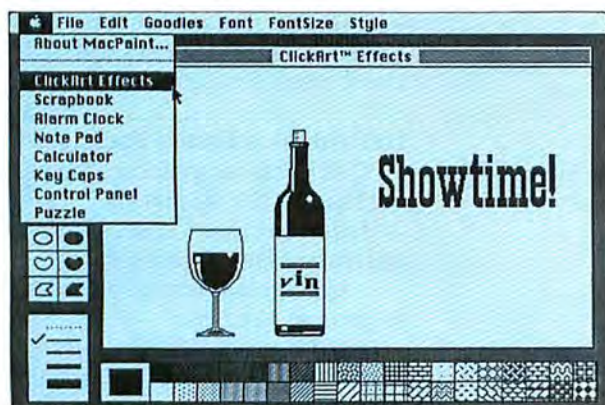 File Edit Goodies Font FontSize Style
About MacPaint...
ClickArt™ Effects
ClickArt Effects
Scrapbook
Alarm Clock
Note Pad
Calculator
Key Caps
Control Panel
Puzzle
Showtime!
vin